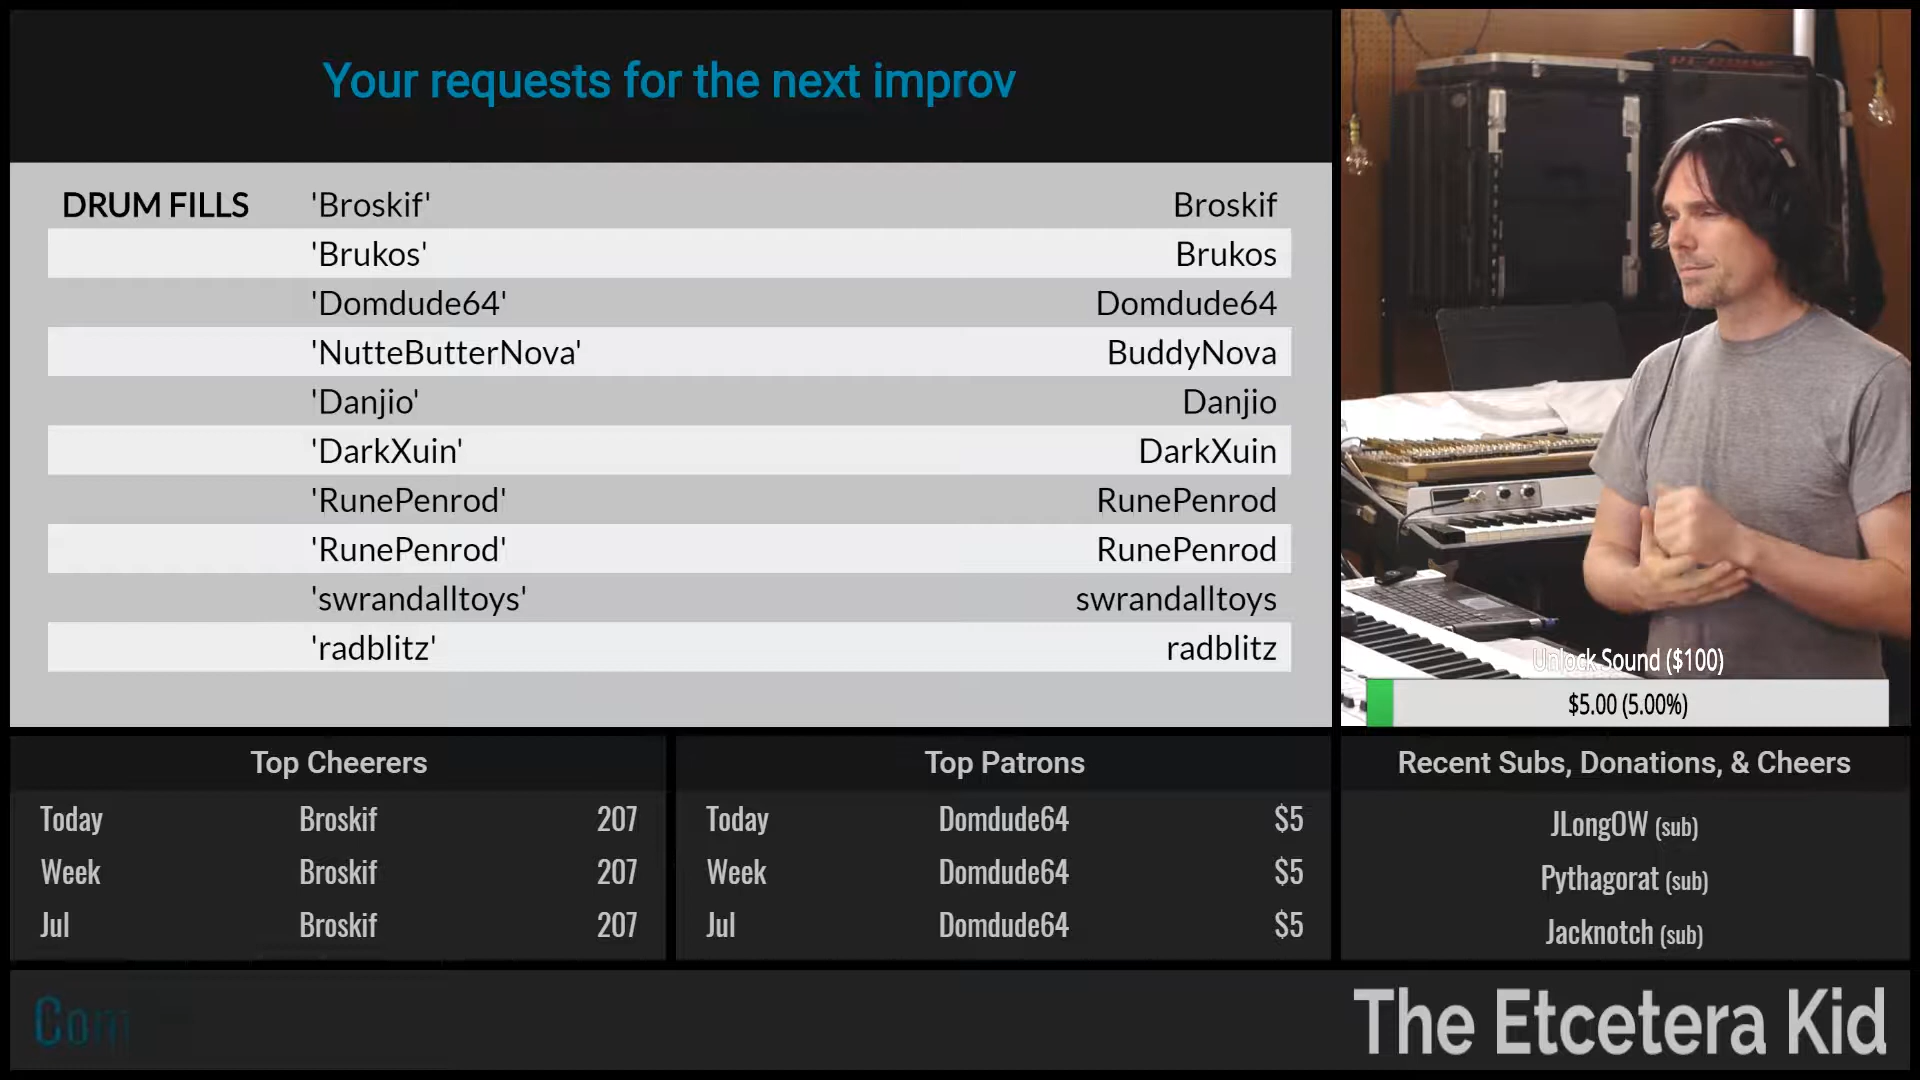 Your requests for the next improv
DRUM FILLS 'Broskif' Broskif
'Brukos' Brukos
'Domdude64' Domdude64
'NutteButterNova' BuddyNova
'Danjio' Danjio
'DarkXuin' DarkXuin
'RunePenrod' RunePenrod
'RunePenrod' RunePenrod
'swrandalltoys' swrandalltoys
'radblitz' radblitz
Unlock Sound ($100)
$5.00 (5.00%)
Top Cheerers
Today Broskif 207
Week Broskif 207
Jul Broskif 207
Top Patrons
Today Domdude64 $5
Week Domdude64 $5
Jul Domdude64 $5
Recent Subs, Donations, & Cheers
JLongOW (sub)
Pythagorat (sub)
Jacknotch (sub)
The Etcetera Kid